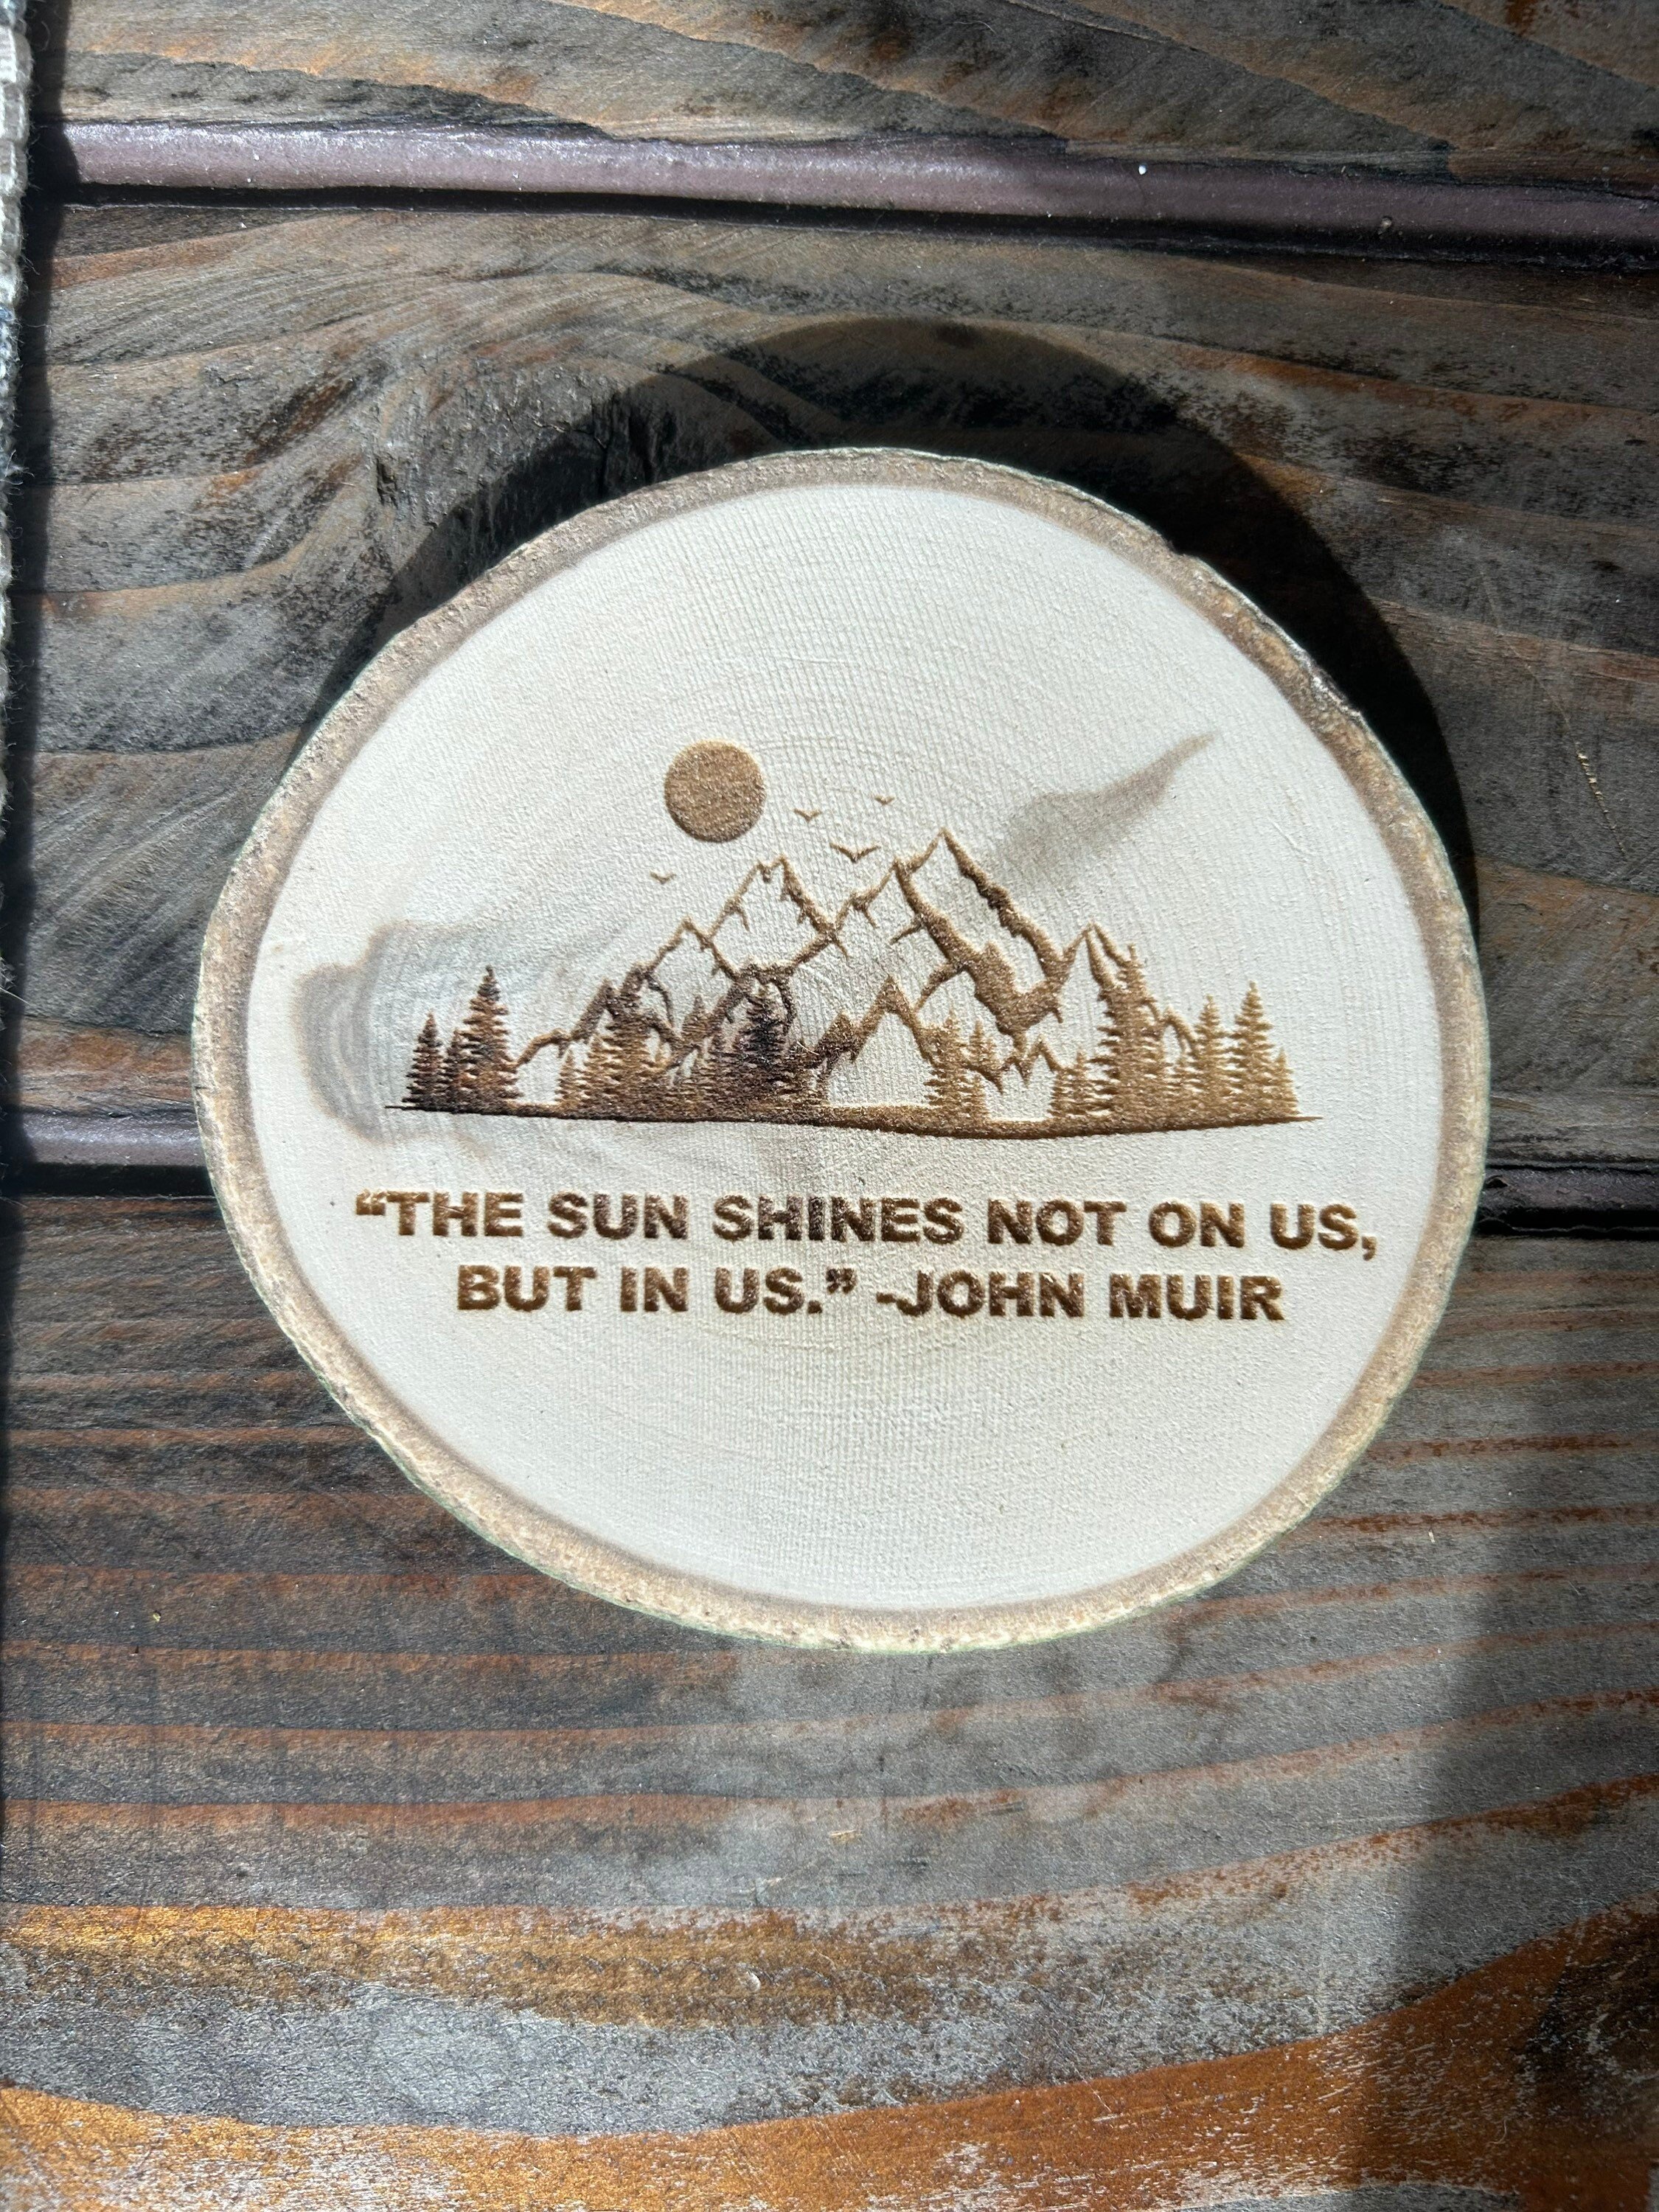 “THE SUN SHINES NOT ON US,
BUT IN US.” -JOHN MUIR